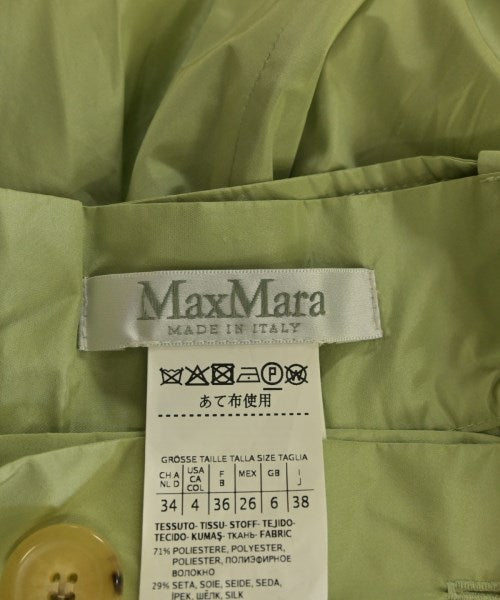 MaxMara
MADE IN ITALY
あて布使用
GRÖSSE TAILLE TALLA SIZE TAGLIA
CH A NL D
USA CA COL
F B
MEX
GB
I J
34 4 36 26 6 38
TESSUTO-TISSU-STOFF-TEJIDO-
TECIDO-KUMAŞ-ТКАНЬ-FABRIC
71% POLIESTERE, POLYESTER,
POLIESTER, ПОЛИЭФИРНОЕ
ВОЛОКНО
29% SETA, SOIE, SEIDE, SEDA,
İPEK, ШЁЛК, SILK